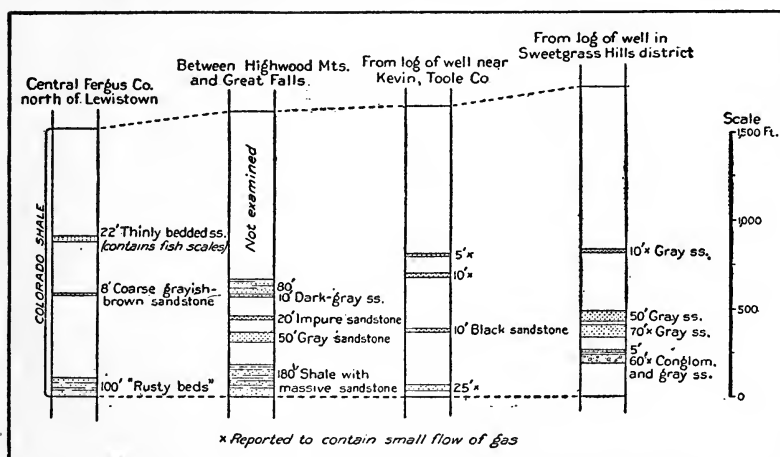 Central Fergus Co.
north of Lewistown
Between Highwood Mts.
and Great Falls
From log of well near
Kevin, Toole Co
From log of well in
Sweetgrass Hills district
Scale
1,500 Ft.
1,000
500
0
COLORADO SHALE
22' Thinly bedded ss.
(contains fish scales)
8' Coarse grayish-
brown sandstone
100' "Rusty beds"
Not examined
80'
10' Dark-gray ss.
20' Impure sandstone
50' Gray sandstone
180' Shale with
massive sandstone
5'x
10'x
10' Black sandstone
25'x
10'x Gray ss.
50' Gray ss.
70'x Gray ss.
5'
60'x Conglom.
and gray ss.
x Reported to contain small flow of gas